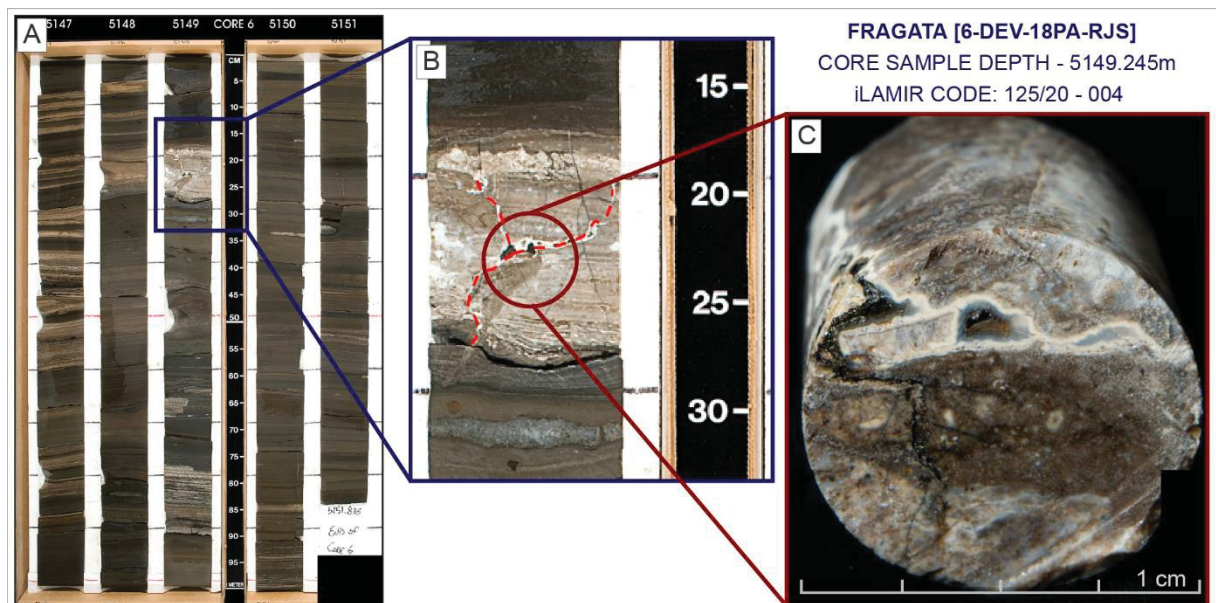 A
5147 5148 5149 CORE 6 5150 5151
CM
5
10
15
20
25
30
35
40
45
50
55
60
65
70
75
80
85
90
95
1 METER
5151.835
END OF
CORE 6
B
15
20
25
30
FRAGATA [6-DEV-18PA-RJS]
CORE SAMPLE DEPTH - 5149.245m
iLAMIR CODE: 125/20 - 004
C
1 cm